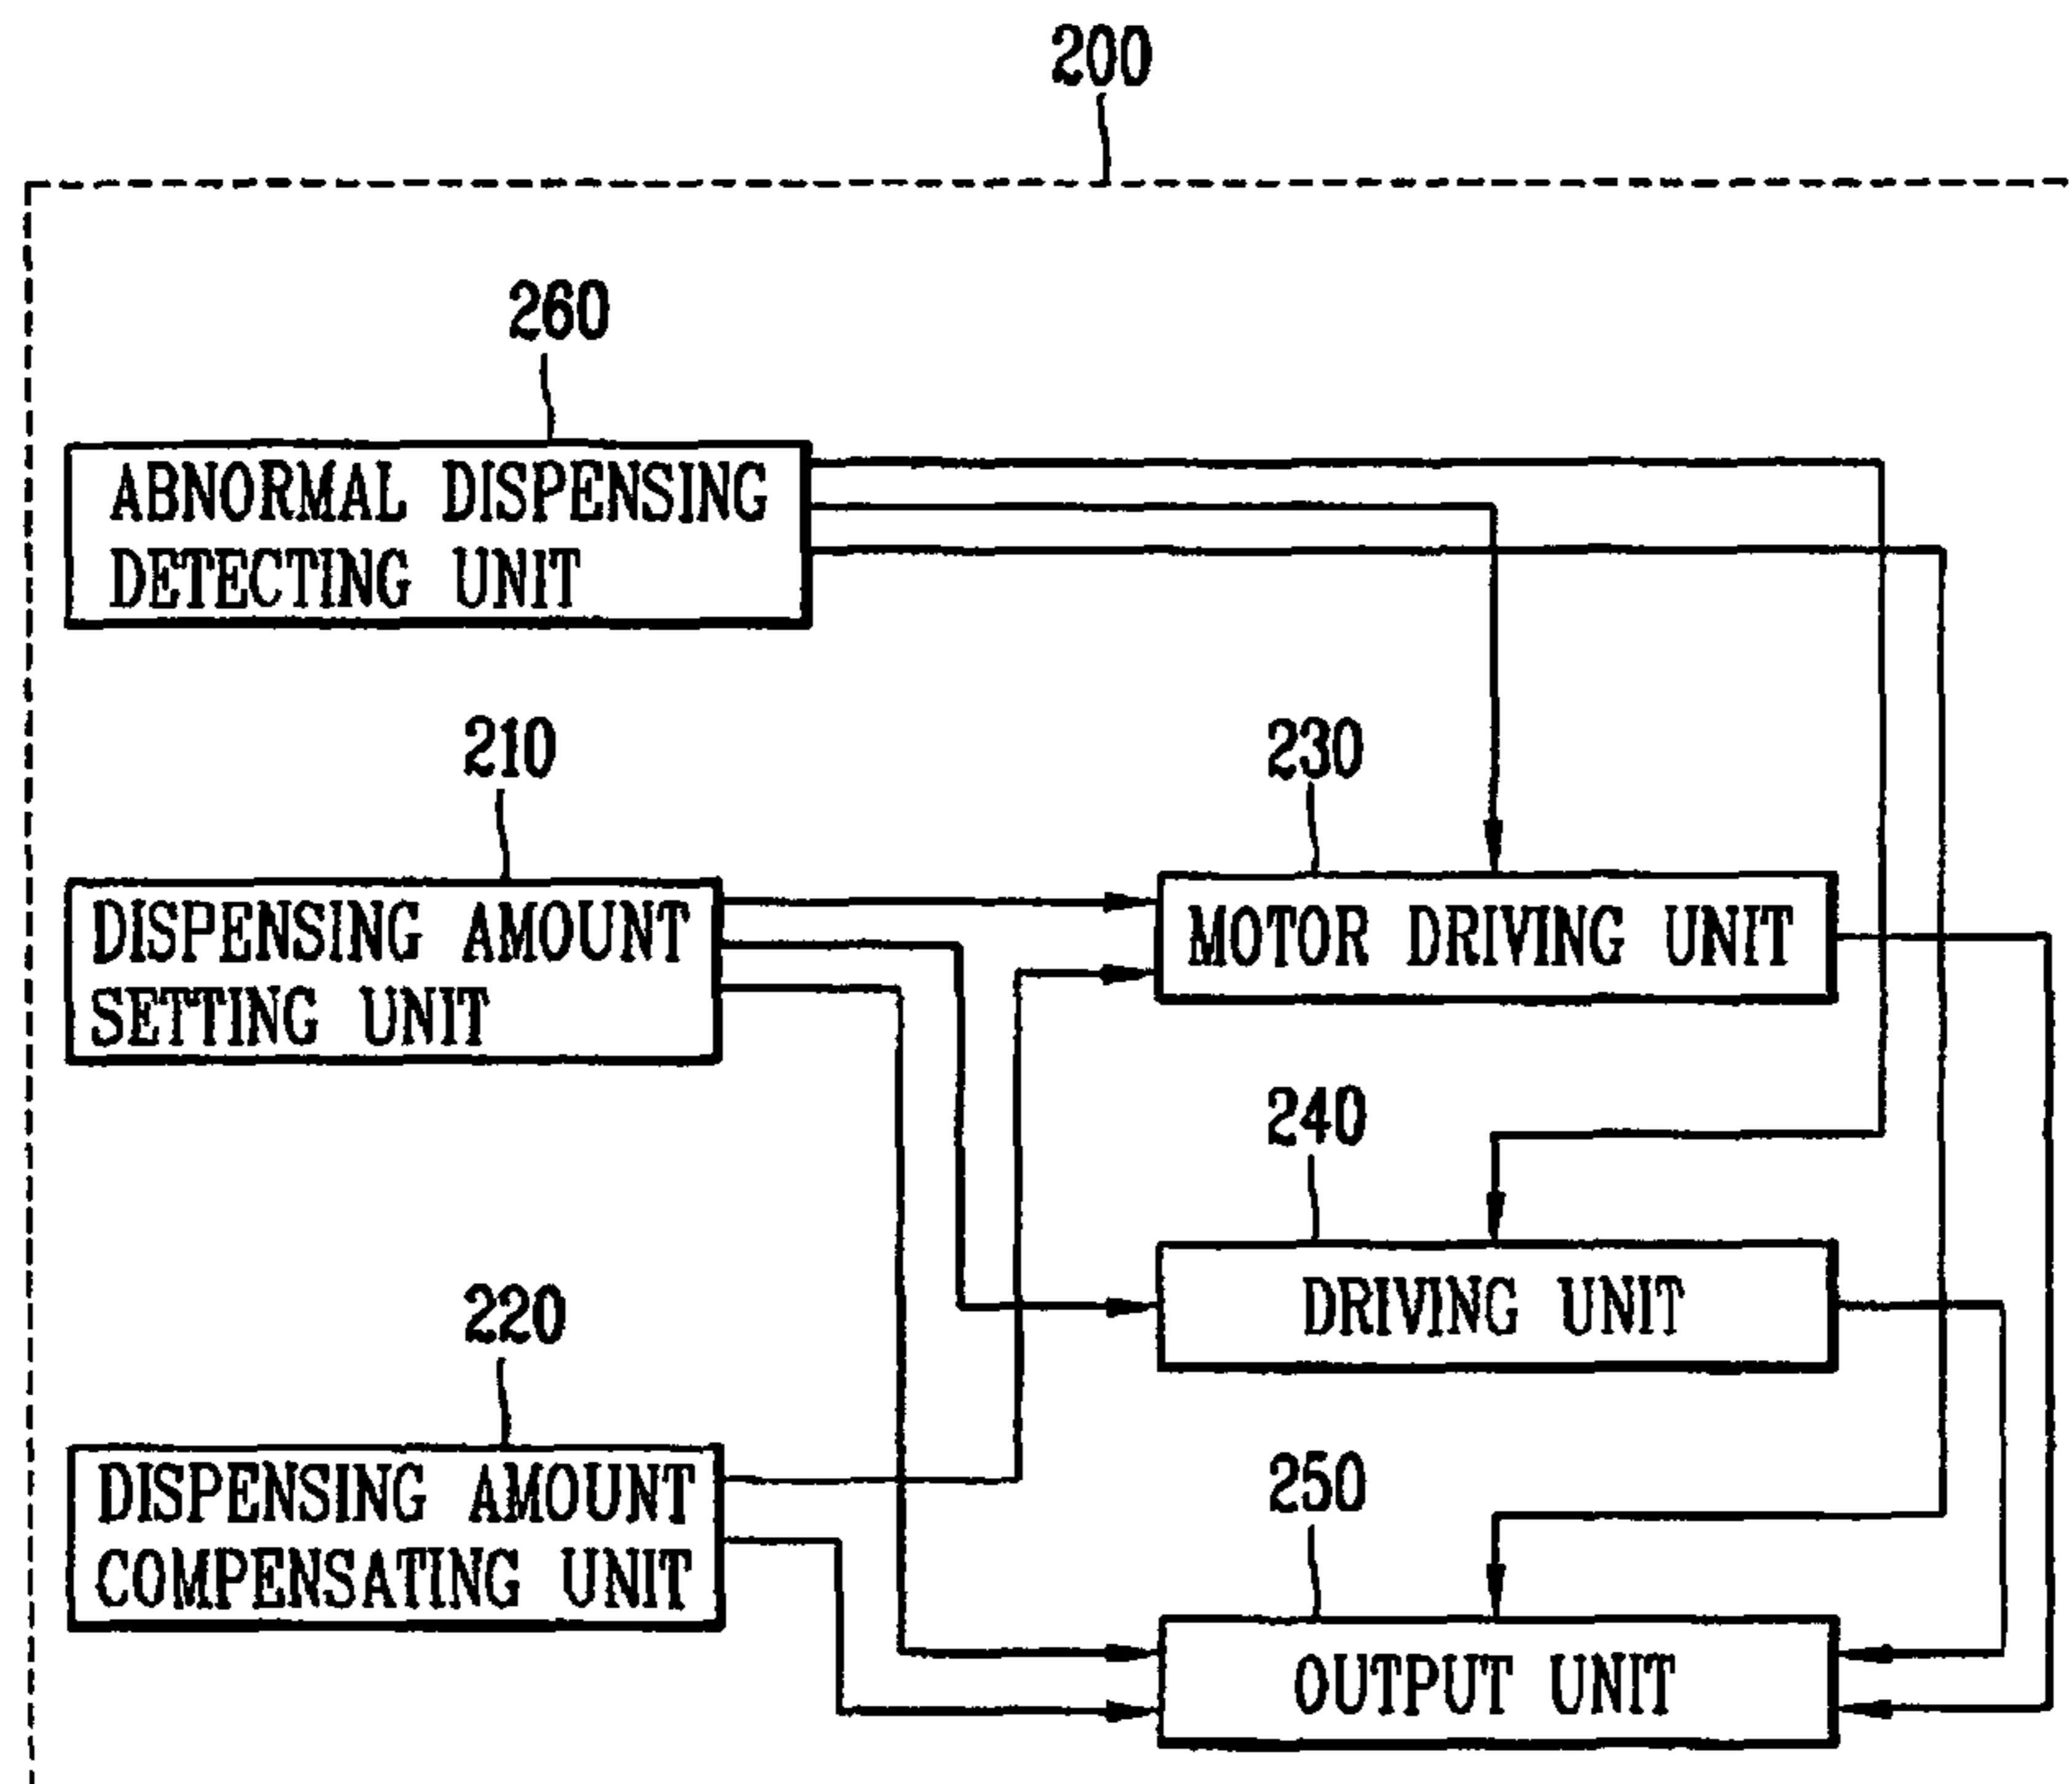 200
260
ABNORMAL DISPENSING
DETECTING UNIT
210
DISPENSING AMOUNT
SETTING UNIT
230
MOTOR DRIVING UNIT
240
DRIVING UNIT
220
DISPENSING AMOUNT
COMPENSATING UNIT
250
OUTPUT UNIT